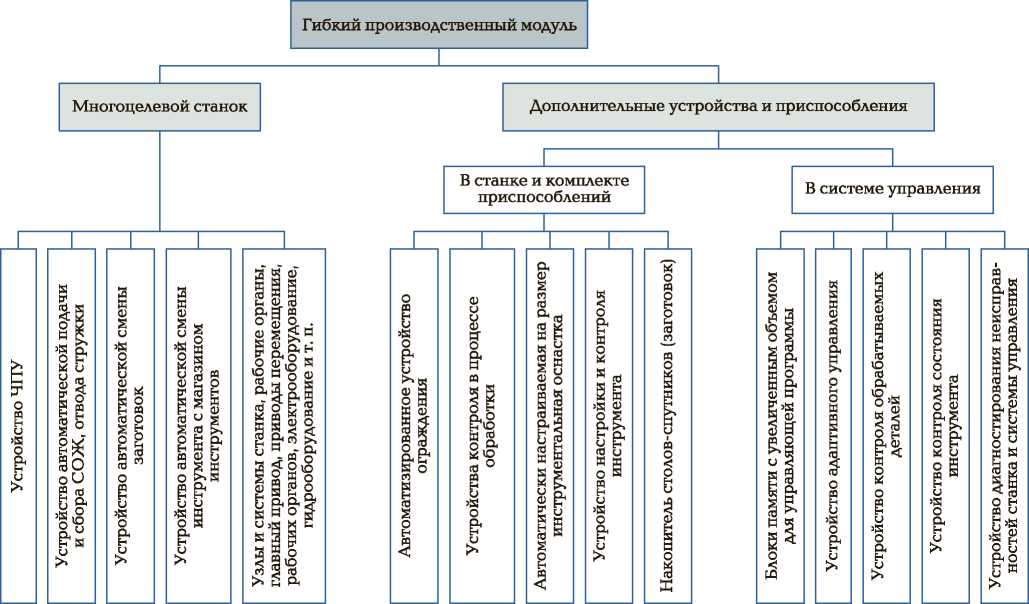 Гибкий производственный модуль
Многоцелевой станок
Дополнительные устройства и приспособления
В станке и комплекте
приспособлений
В системе управления
Устройство ЧПУ
Устройство автоматической подачи
и сбора СОЖ, отвода стружки
Устройство автоматической смены
заготовок
Устройство автоматической смены
инструмента с магазином
инструментов
Узлы и системы станка, рабочие органы,
главный привод, приводы перемещения,
рабочих органов, электрооборудование,
гидрооборудование и т. п.
Автоматизированное устройство
ограждения
Устройства контроля в процессе
обработки
Автоматически настраиваемая на размер
инструментальная оснастка
Устройство настройки и контроля
инструмента
Накопитель столов-спутников (заготовок)
Блоки памяти с увеличенным объемом
для управляющей программы
Устройство адаптивного управления
Устройство контроля обрабатываемых
деталей
Устройство контроля состояния
инструмента
Устройство диагностирования неисправ-
ностей станка и системы управления